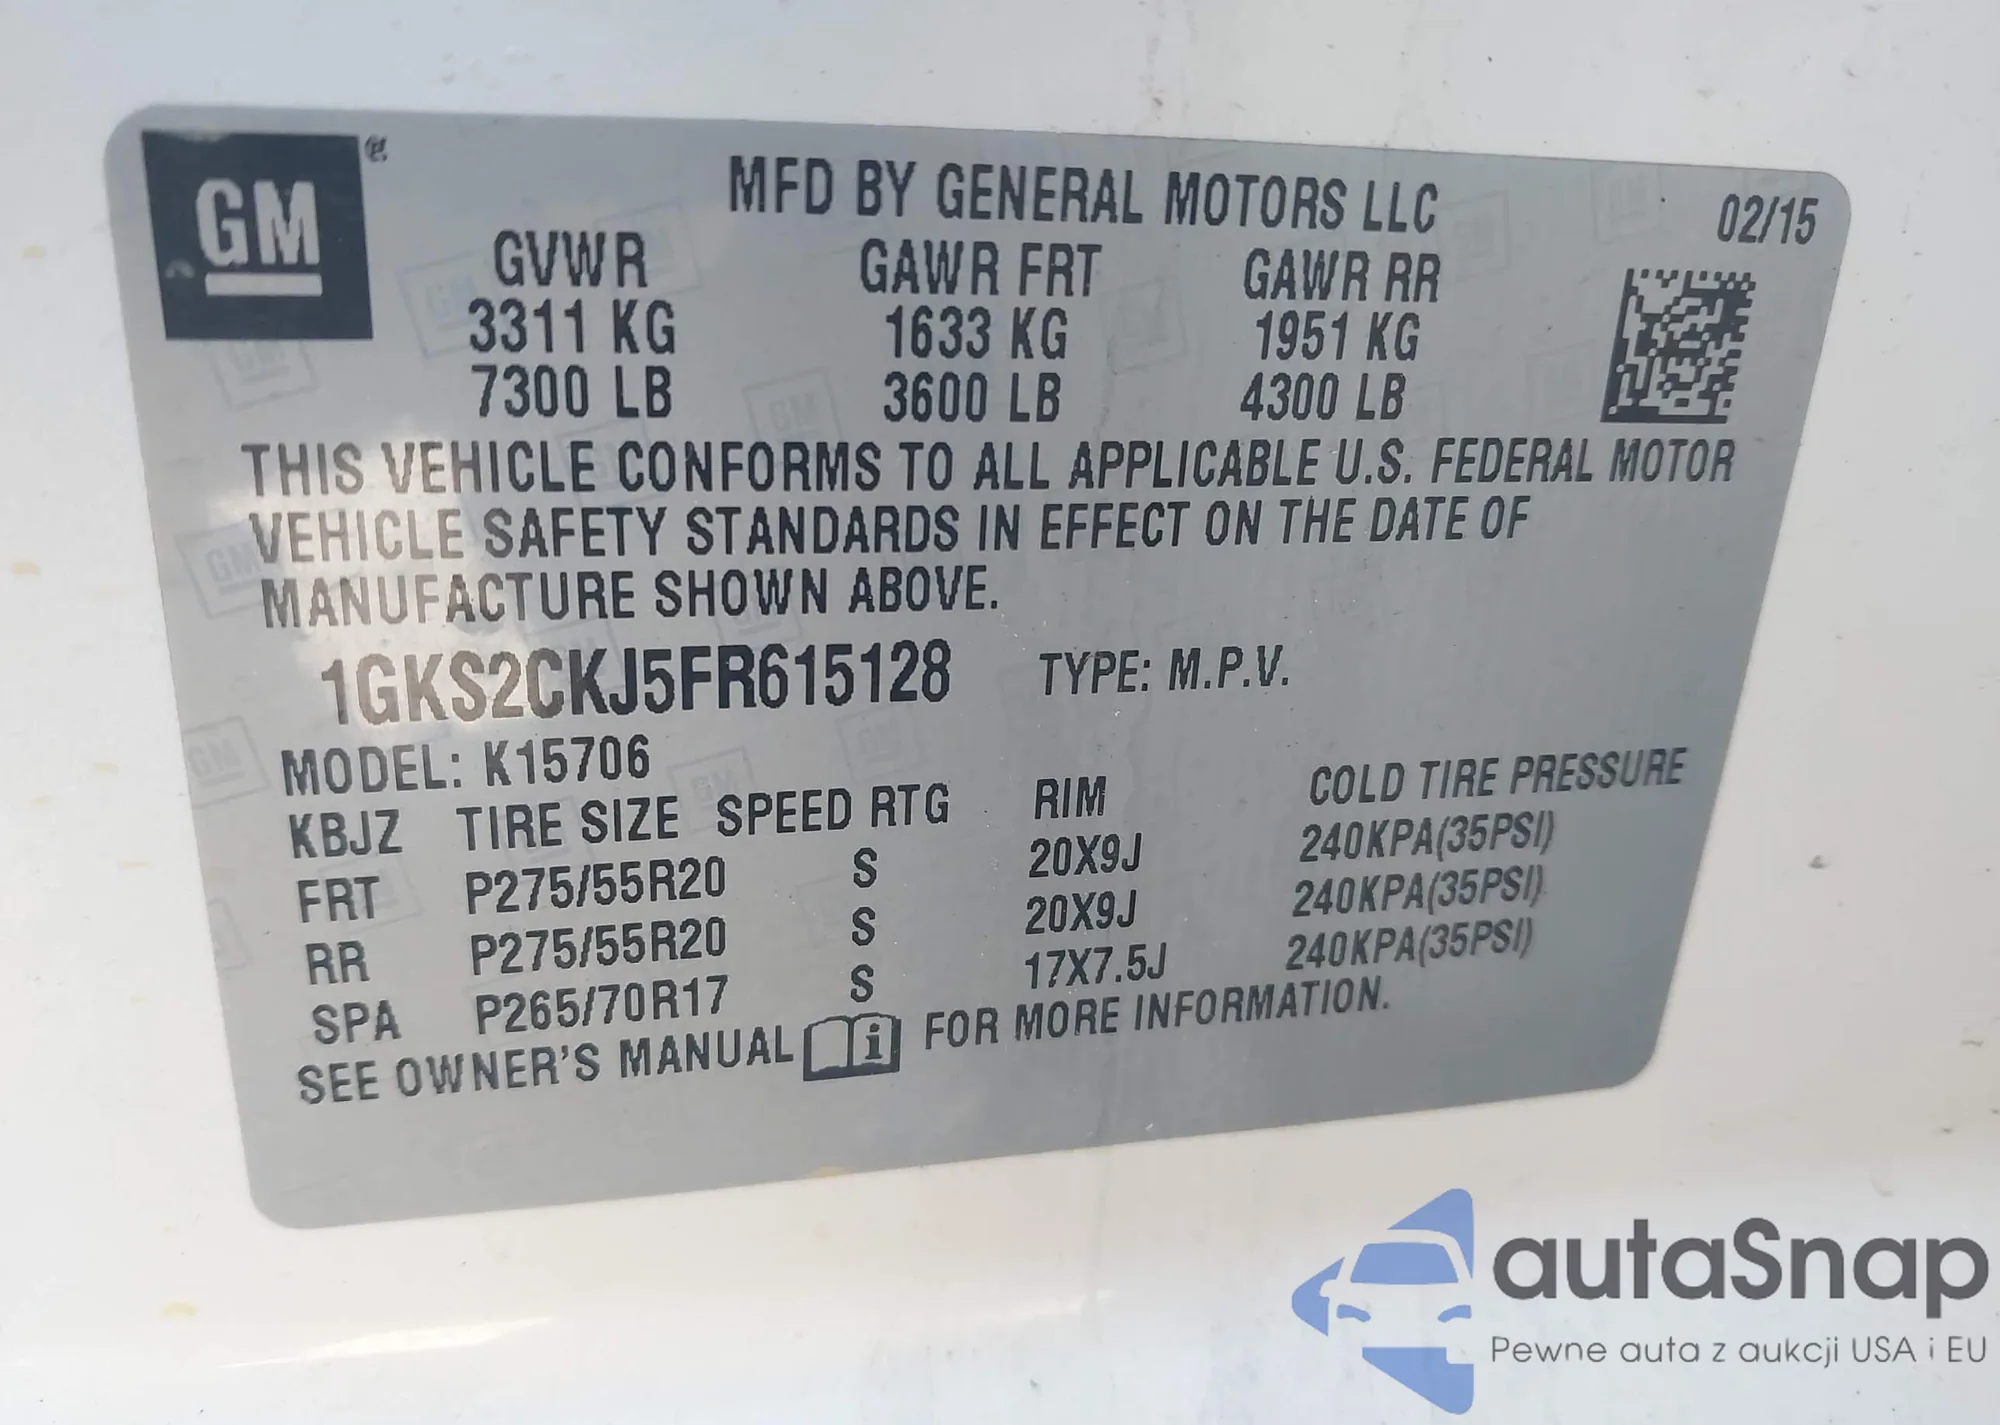 GM
MFD BY GENERAL MOTORS LLC 02/15
GVWR GAWR FRT GAWR RR
3311 KG 1633 KG 1951 KG
7300 LB 3600 LB 4300 LB
THIS VEHICLE CONFORMS TO ALL APPLICABLE U.S. FEDERAL MOTOR
VEHICLE SAFETY STANDARDS IN EFFECT ON THE DATE OF
MANUFACTURE SHOWN ABOVE.
1GKS2CKJ5FR615128 TYPE: M.P.V.
MODEL: K15706
KBJZ TIRE SIZE SPEED RTG RIM COLD TIRE PRESSURE
FRT P275/55R20 S 20X9J 240KPA(35PSI)
RR P275/55R20 S 20X9J 240KPA(35PSI)
SPA P265/70R17 S 17X7.5J 240KPA(35PSI)
SEE OWNER'S MANUAL i FOR MORE INFORMATION.
autaSnap
Pewne auta z aukcji USA i EU